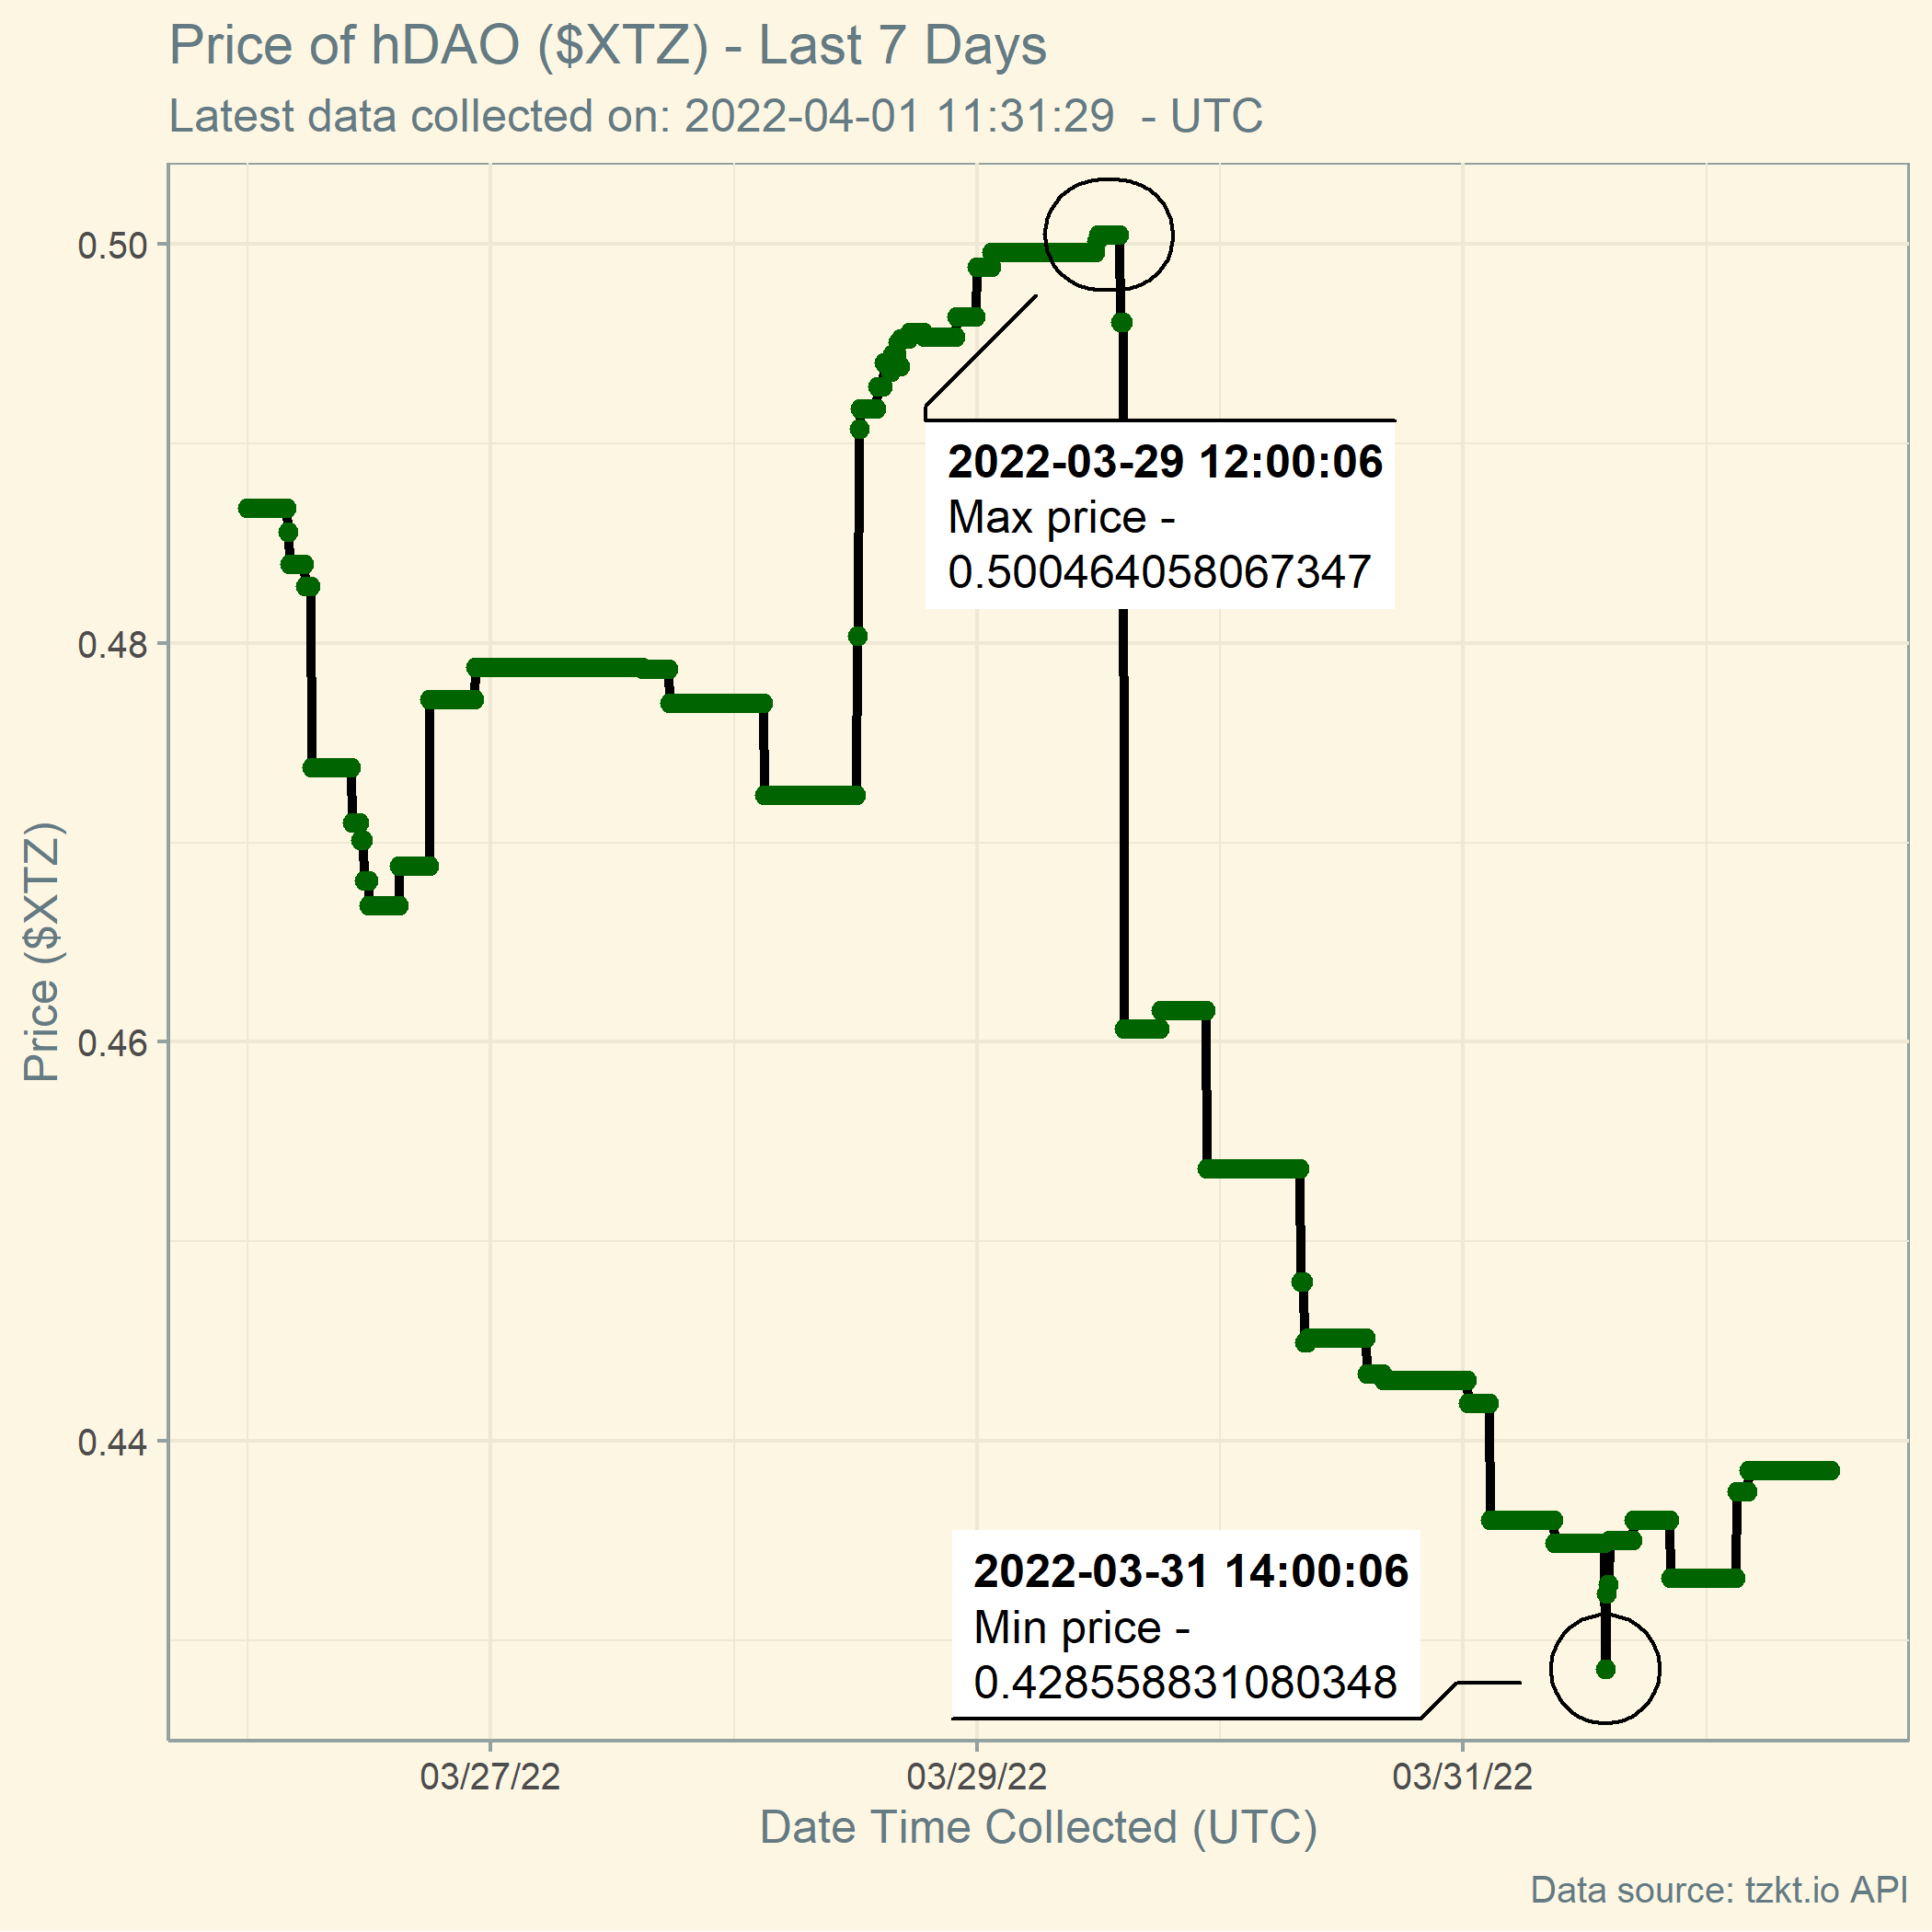 Price of hDAO ($XTZ) - Last 7 Days
Latest data collected on: 2022-04-01 11:31:29  - UTC
Price ($XTZ)
0.50
0.48
0.46
0.44
2022-03-29 12:00:06
Max price -
0.500464058067347
2022-03-31 14:00:06
Min price -
0.428558831080348
03/27/22
03/29/22
03/31/22
Date Time Collected (UTC)
Data source: tzkt.io API